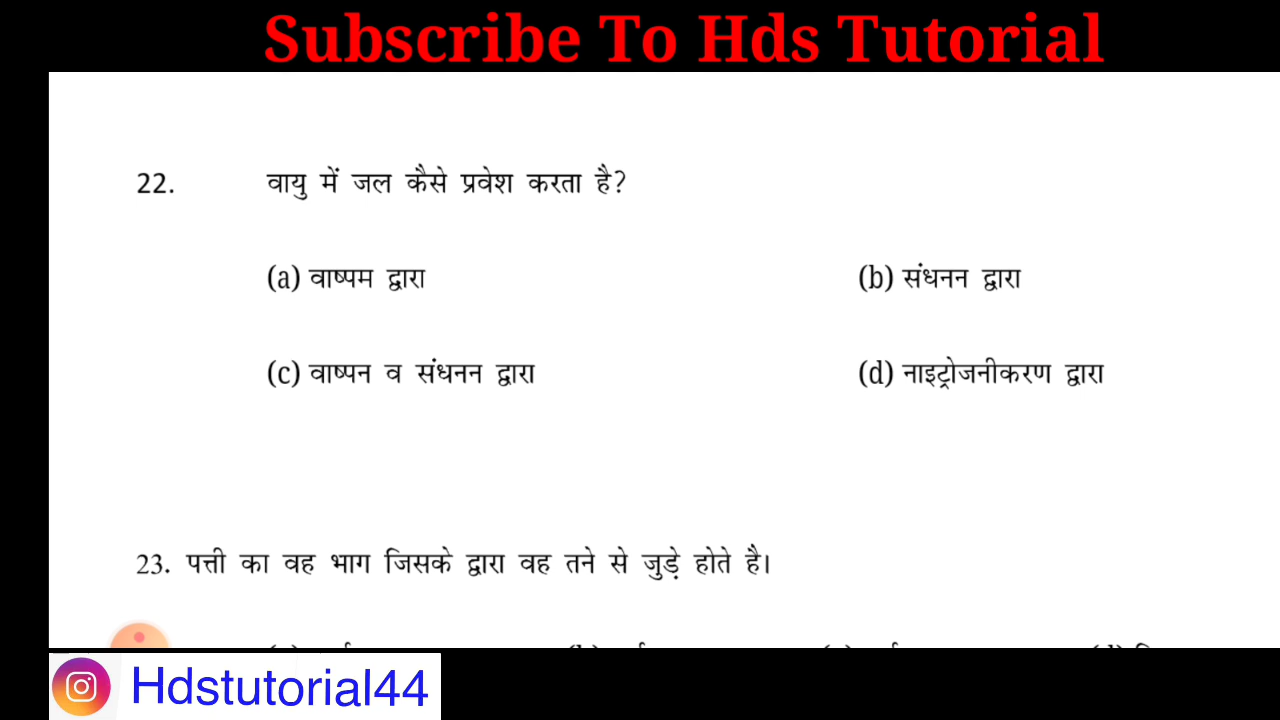 Subscribe To Hds Tutorial
22. वायु में जल कैसे प्रवेश करता है?
(a) वाष्पम द्वारा (b) संधनन द्वारा
(c) वाष्पन व संधनन द्वारा (d) नाइट्रोजनीकरण द्वारा
23. पत्ती का वह भाग जिसके द्वारा वह तने से जुड़े होते है।
Hdstutorial44